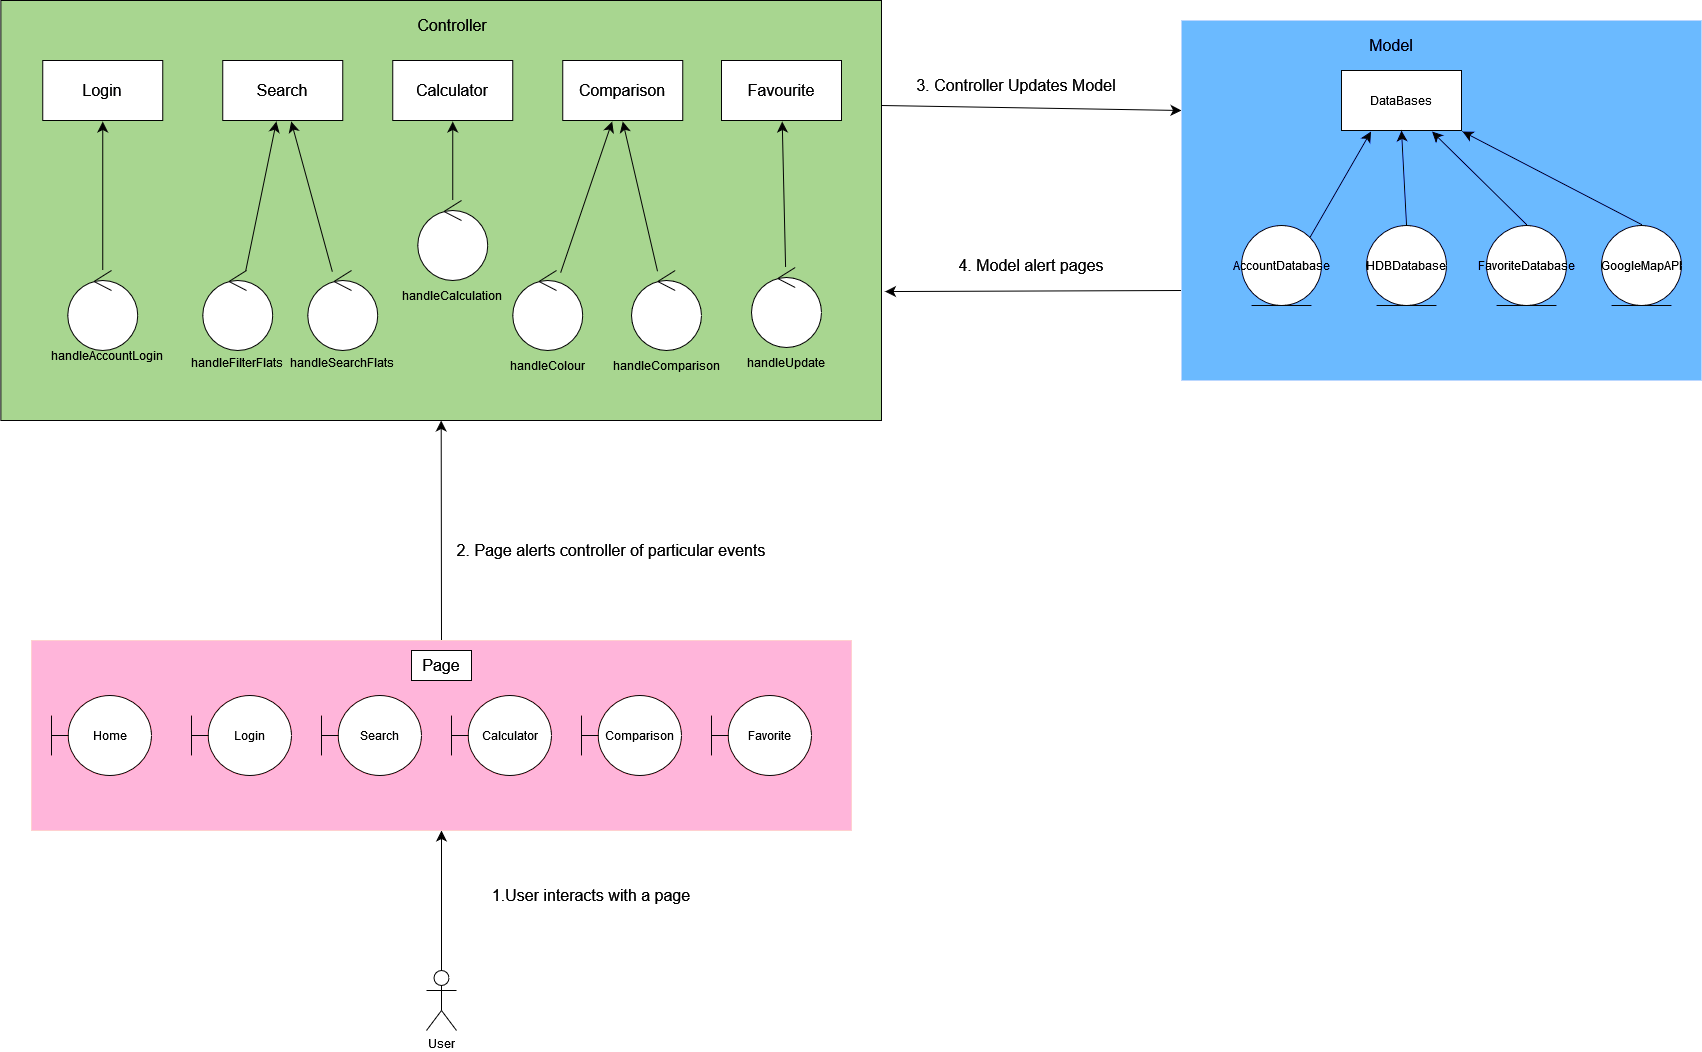 Controller
Login
Search
Calculator
Comparison
Favourite
handleAccountLogin
handleFilterFlats
handleSearchFlats
handleCalculation
handleColour
handleComparison
handleUpdate
3. Controller Updates Model
4. Model alert pages
Model
DataBases
AccountDatabase
HDBDatabase
FavoriteDatabase
GoogleMapAPI
2. Page alerts controller of particular events
Page
Home
Login
Search
Calculator
Comparison
Favorite
1.User interacts with a page
User